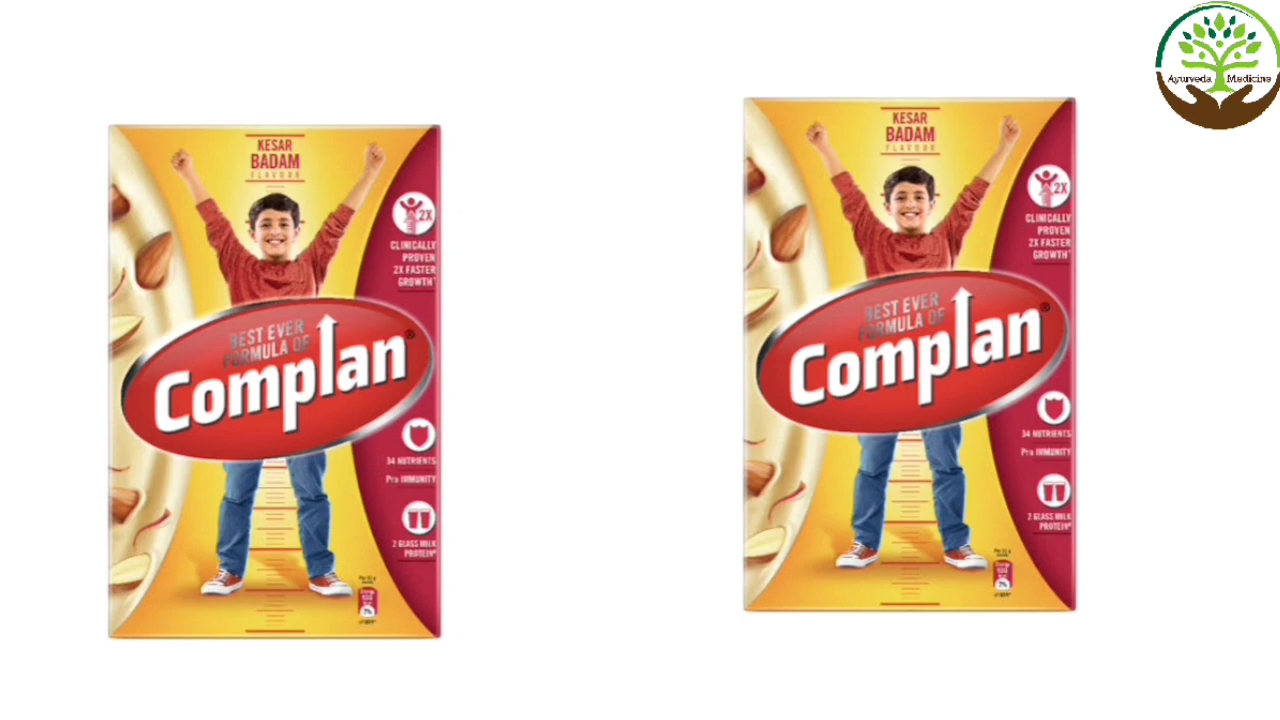 Ayurveda Medicine
KESAR
BADAM
FLAVOUR
2X
CLINICALLY
PROVEN
2X FASTER
GROWTH
BEST EVER
FORMULA OF
Complan®
34 NUTRIENTS
Pro IMMUNITY
2 GLASS MILK
PROTEIN
KESAR
BADAM
FLAVOUR
2X
CLINICALLY
PROVEN
2X FASTER
GROWTH
BEST EVER
FORMULA OF
Complan®
34 NUTRIENTS
Pro IMMUNITY
2 GLASS MILK
PROTEIN